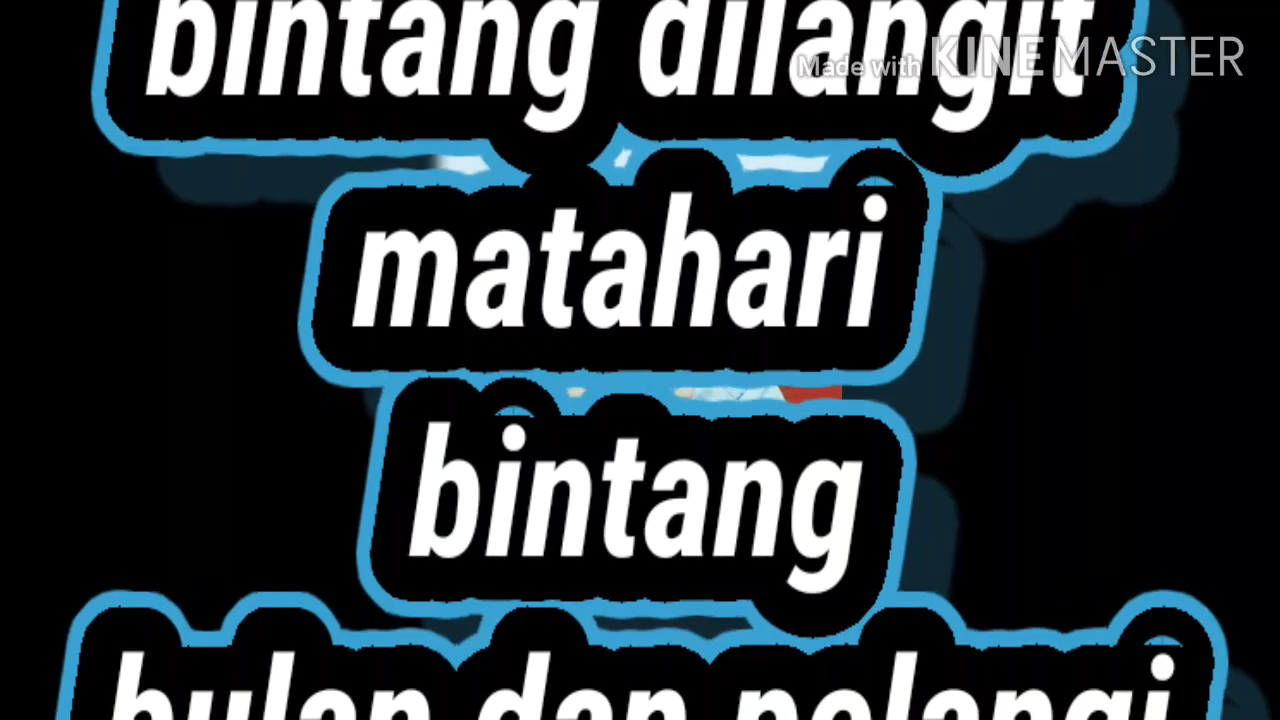 bintang dilangit
Made with KINEMASTER
matahari
bintang
bulan dan pelangi